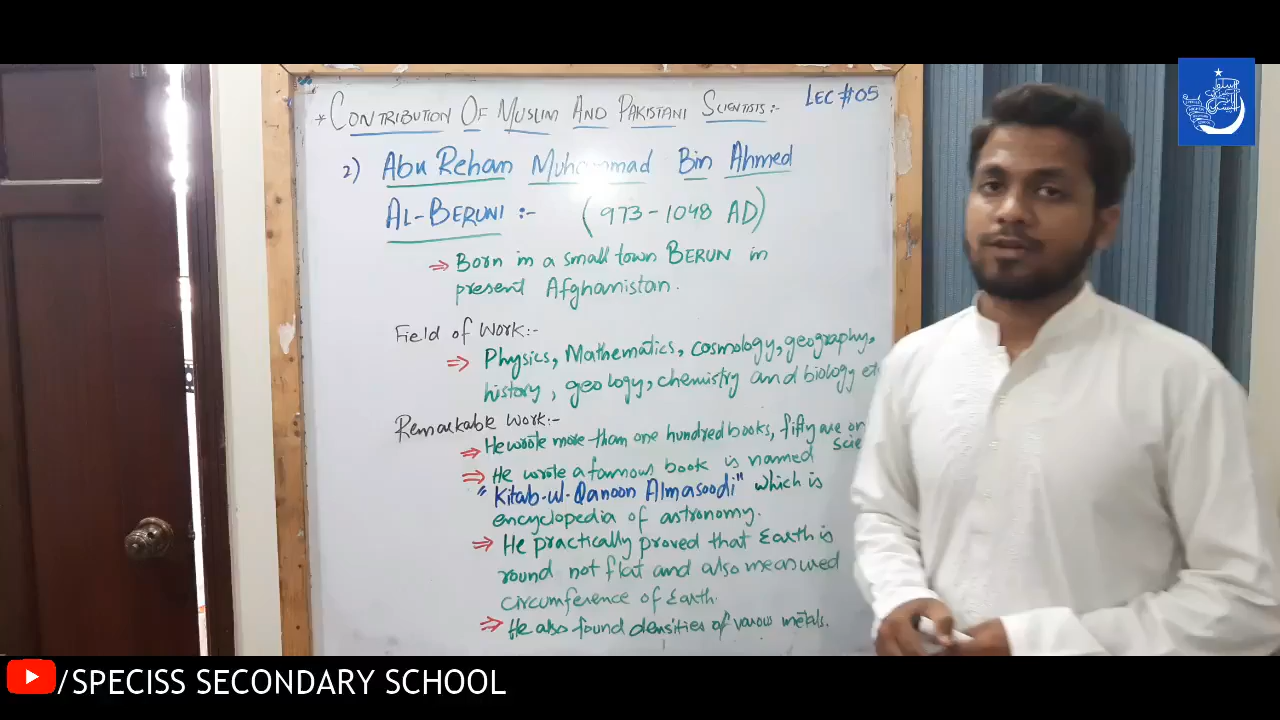 * CONTRIBUTION OF MUSLIM AND PAKISTANI SCIENTISTS:-
LEC #05
2) Abu Rehan Muhammad Bin Ahmed
AL-BERUNI :- (973-1048 AD)
⇒ Born in a small town BERUN in
present Afghanistan.
Field of Work:-
⇒ Physics, Mathematics, cosmology, geography,
history, geology, chemistry and biology etc
Remarkable Work:-
⇒ He wrote more than one hundred books, fifty are on
scie
⇒ He wrote a famous book is named
"Kitab-ul-Qanoon Almasoodi" which is
encyclopedia of astronomy.
⇒ He practically proved that Earth is
round not flat and also measured
circumference of Earth.
⇒ He also found densities of various metals.
/SPECISS SECONDARY SCHOOL